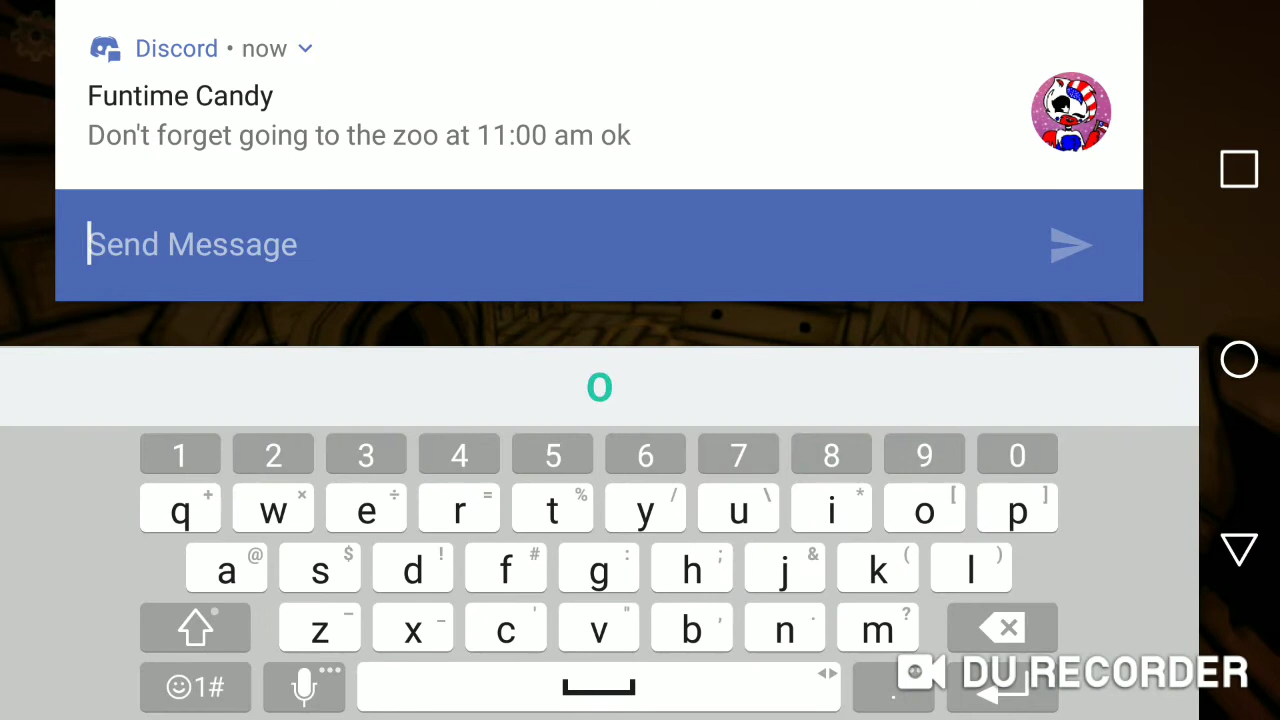 Discord • now
Funtime Candy
Don't forget going to the zoo at 11:00 am ok
Send Message
O
1 2 3 4 5 6 7 8 9 0
q + w × e ÷ r = t % y / u \ i * o [ p ]
a @ s $ d ! f # g : h ; j & k ( l )
z – x _ c ' v " b , n · m ?
1# ••• .
DU RECORDER